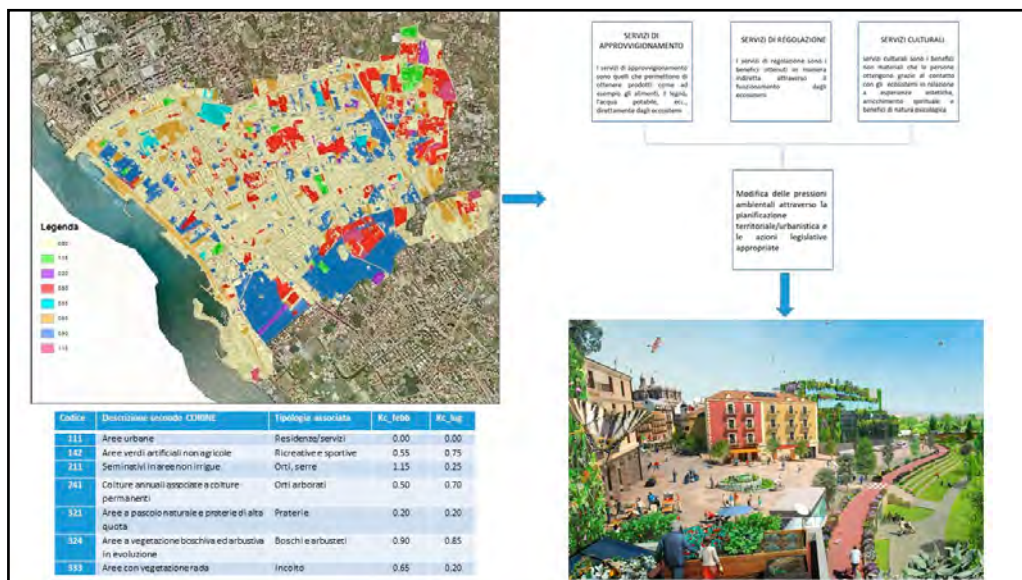 Legenda
SERVIZI DI
APPROVVIGIONAMENTO
I servizi di approvvigionamento
sono quelli che permettono di
ottenere prodotti come ad
esempio gli alimenti, il legno,
l'acqua potabile, ecc.,
direttamente dagli ecosistemi
SERVIZI DI REGOLAZIONE
I servizi di regolazione sono i
benefici ottenuti in maniera
indiretta attraverso il
funzionamento degli
ecosistemi
SERVIZI CULTURALI
servizi culturali sono i benefici
non materiali che le persone
ottengono grazie al contatto
con gli ecosistemi in relazione
a esperienze estetiche,
arricchimento spirituale e
benefici di natura psicologica
Modifica delle pressioni
ambientali attraverso la
pianificazione
territoriale/urbanistica e
le azioni legislative
appropriate
Codice Descrizione secondo CORINE Tipologie associata Kc_febb Kc_lug
111 Aree urbane Residenze/servizi 0.00 0.00
142 Aree verdi artificiali non agricole Ricreative e sportive 0.55 0.75
211 Seminativi in aree non irrigue Orti, serre 1.15 0.25
241 Colture annuali associate a colture permanenti Orti arborati 0.50 0.70
321 Aree a pascolo naturale e praterie di alta quota Praterie 0.20 0.20
324 Aree a vegetazione boschiva ed arbustiva in evoluzione Boschi e arbusteti 0.90 0.85
333 Aree con vegetazione rada Incolto 0.65 0.20